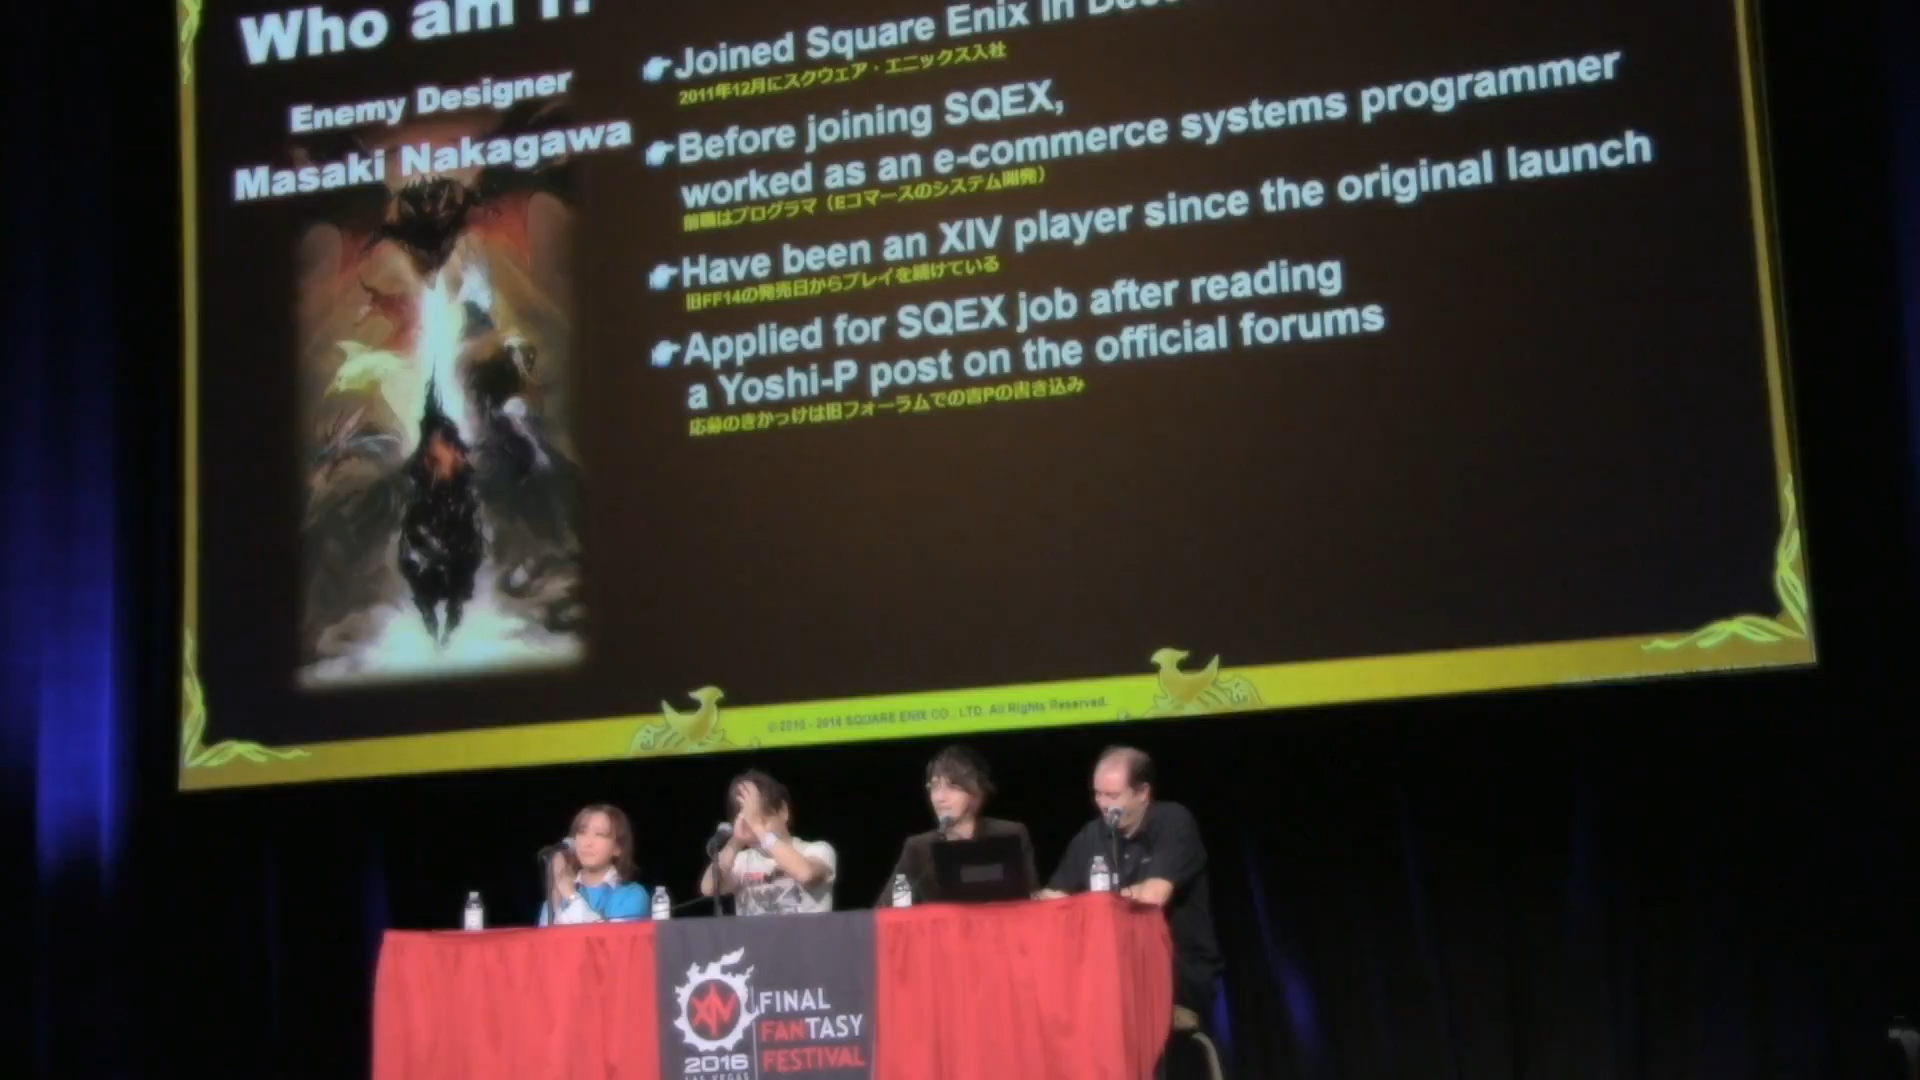 Who am I?
Enemy Designer
Masaki Nakagawa
Joined Square Enix in
2011年12月にスクウェア・エニックス入社
Before joining SQEX,
worked as an e-commerce systems programmer
前職はプログラマ（Eコマースのシステム開発）
Have been an XIV player since the original launch
旧FF14の発売日からプレイを続けている
Applied for SQEX job after reading
a Yoshi-P post on the official forums
応募のきかっけは旧フォーラムでの吉Pの書き込み
© 2010 - 2016 SQUARE ENIX CO., LTD. All Rights Reserved.
XIV
FINAL
FANTASY
FESTIVAL
2016
LAS VEGAS